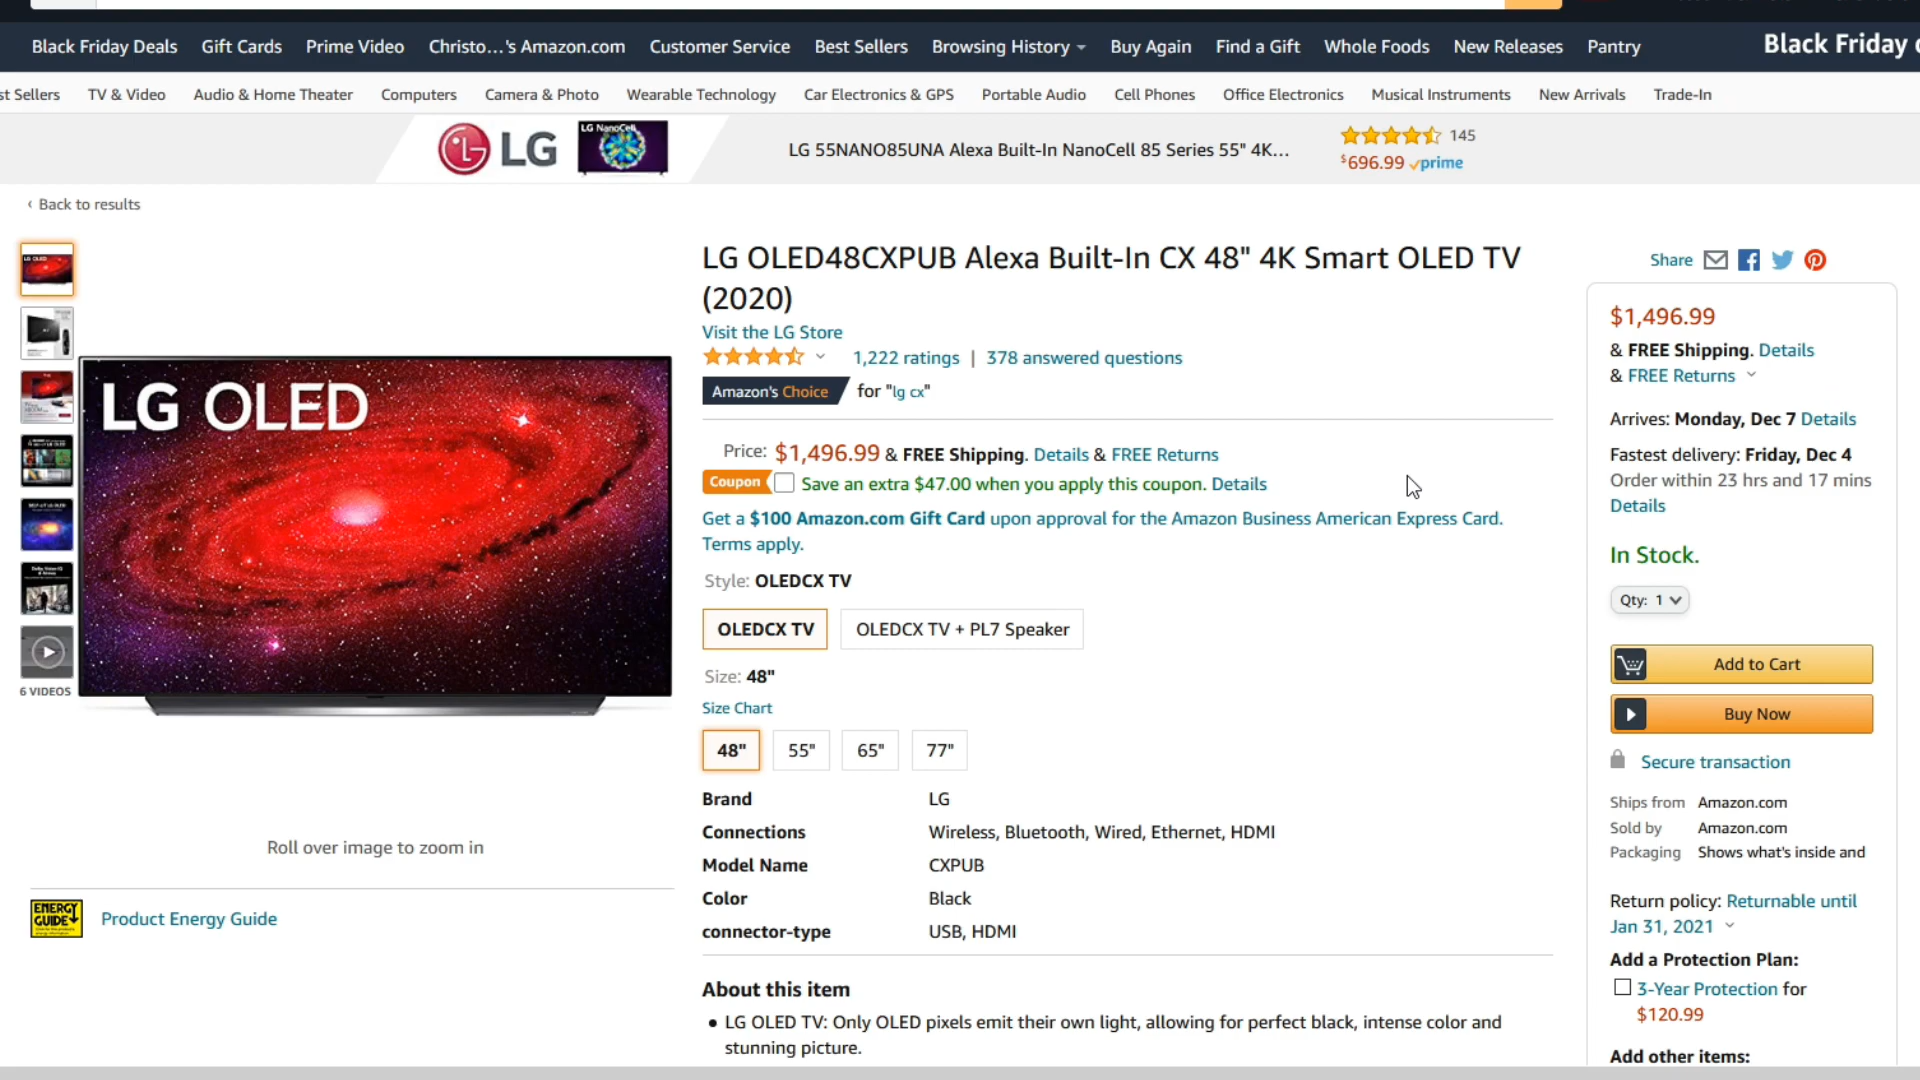 Black Friday Deals Gift Cards Prime Video Christo...'s Amazon.com Customer Service Best Sellers Browsing History Buy Again Find a Gift Whole Foods New Releases Pantry Black Friday
st Sellers TV & Video Audio & Home Theater Computers Camera & Photo Wearable Technology Car Electronics & GPS Portable Audio Cell Phones Office Electronics Musical Instruments New Arrivals Trade-In
LG LG NanoCell LG 55NANO85UNA Alexa Built-In NanoCell 85 Series 55" 4K... 145
$696.99 prime
‹ Back to results
LG OLED48CXPUB Alexa Built-In CX 48" 4K Smart OLED TV
(2020)
Visit the LG Store
1,222 ratings | 378 answered questions
Amazon's Choice for "lg cx"
Price: $1,496.99 & FREE Shipping. Details & FREE Returns
Coupon Save an extra $47.00 when you apply this coupon. Details
Get a $100 Amazon.com Gift Card upon approval for the Amazon Business American Express Card.
Terms apply.
Style: OLEDCX TV
OLEDCX TV OLEDCX TV + PL7 Speaker
Size: 48"
Size Chart
48" 55" 65" 77"
Brand LG
Connections Wireless, Bluetooth, Wired, Ethernet, HDMI
Model Name CXPUB
Color Black
connector-type USB, HDMI
About this item
• LG OLED TV: Only OLED pixels emit their own light, allowing for perfect black, intense color and
stunning picture.
LG OLED
LG OLED
6 VIDEOS
Roll over image to zoom in
ENERGY
GUIDE
Product Energy Guide
Share
$1,496.99
& FREE Shipping. Details
& FREE Returns
Arrives: Monday, Dec 7 Details
Fastest delivery: Friday, Dec 4
Order within 23 hrs and 17 mins
Details
In Stock.
Qty: 1
Add to Cart
Buy Now
Secure transaction
Ships from Amazon.com
Sold by Amazon.com
Packaging Shows what's inside and
Return policy: Returnable until
Jan 31, 2021
Add a Protection Plan:
3-Year Protection for
$120.99
Add other items: